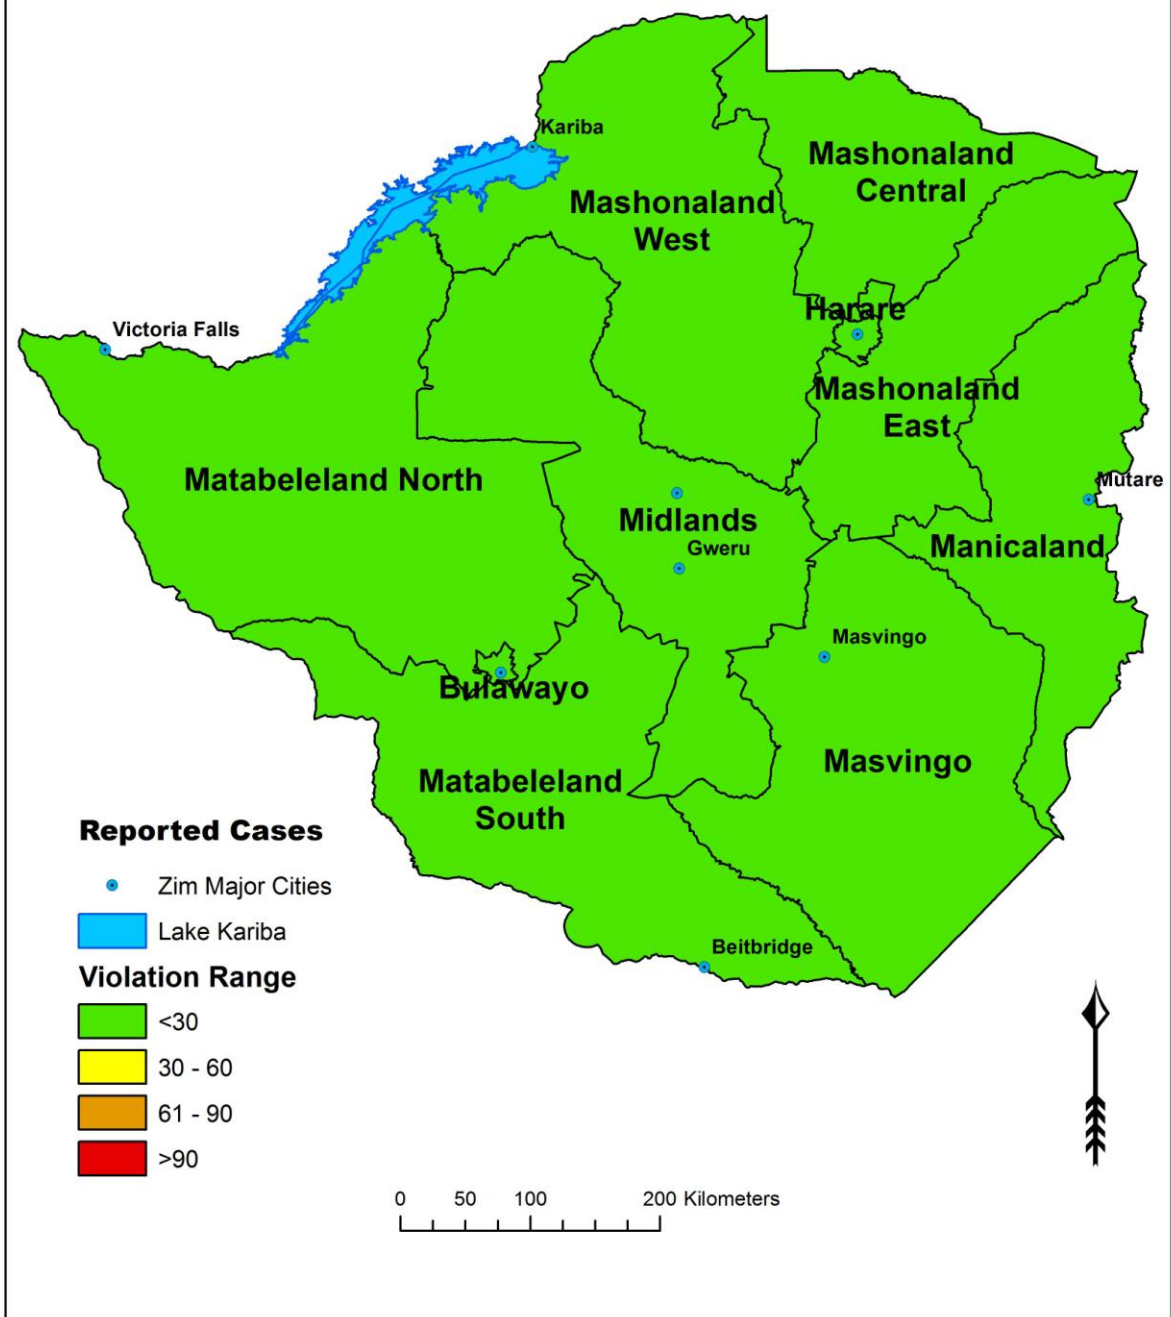 Kariba
Mashonaland
Central
Mashonaland
West
Harare
Victoria Falls
Mashonaland
East
Matabeleland North
Mutare
Midlands
Gweru
Manicaland
Masvingo
Bulawayo
Masvingo
Matabeleland
South
Beitbridge
Reported Cases
Zim Major Cities
Lake Kariba
Violation Range
<30
30 - 60
61 - 90
>90
0 50 100 200 Kilometers